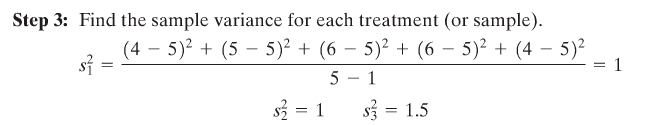 Step 3: Find the sample variance for each treatment (or sample).
s₁² = ((4 − 5)² + (5 − 5)² + (6 − 5)² + (6 − 5)² + (4 − 5)²) / (5 − 1) = 1
s₂² = 1 s₃² = 1.5